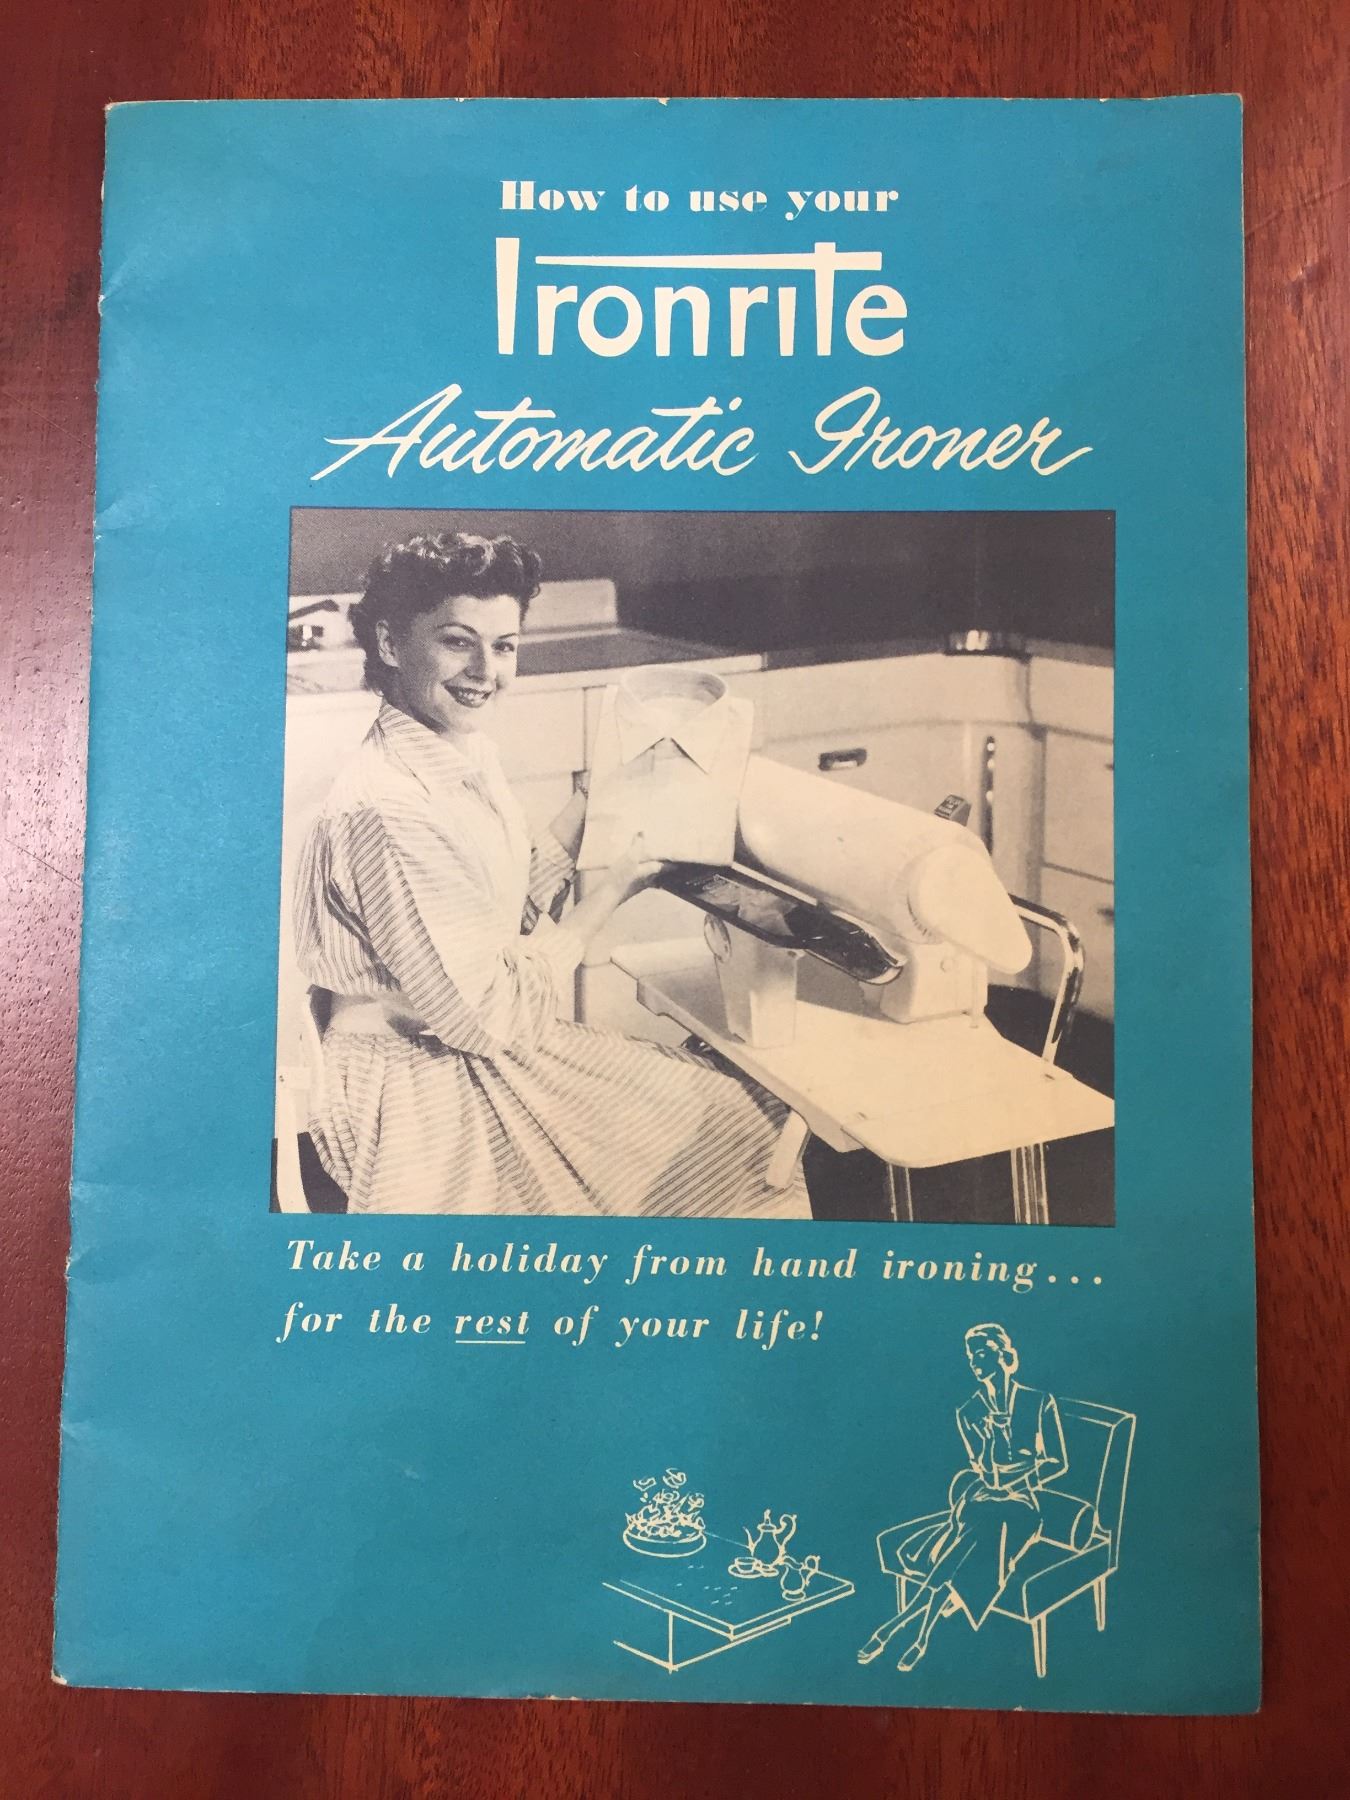 How to use your
Ironrite
Automatic Ironer
Take a holiday from hand ironing...
for the rest of your life!